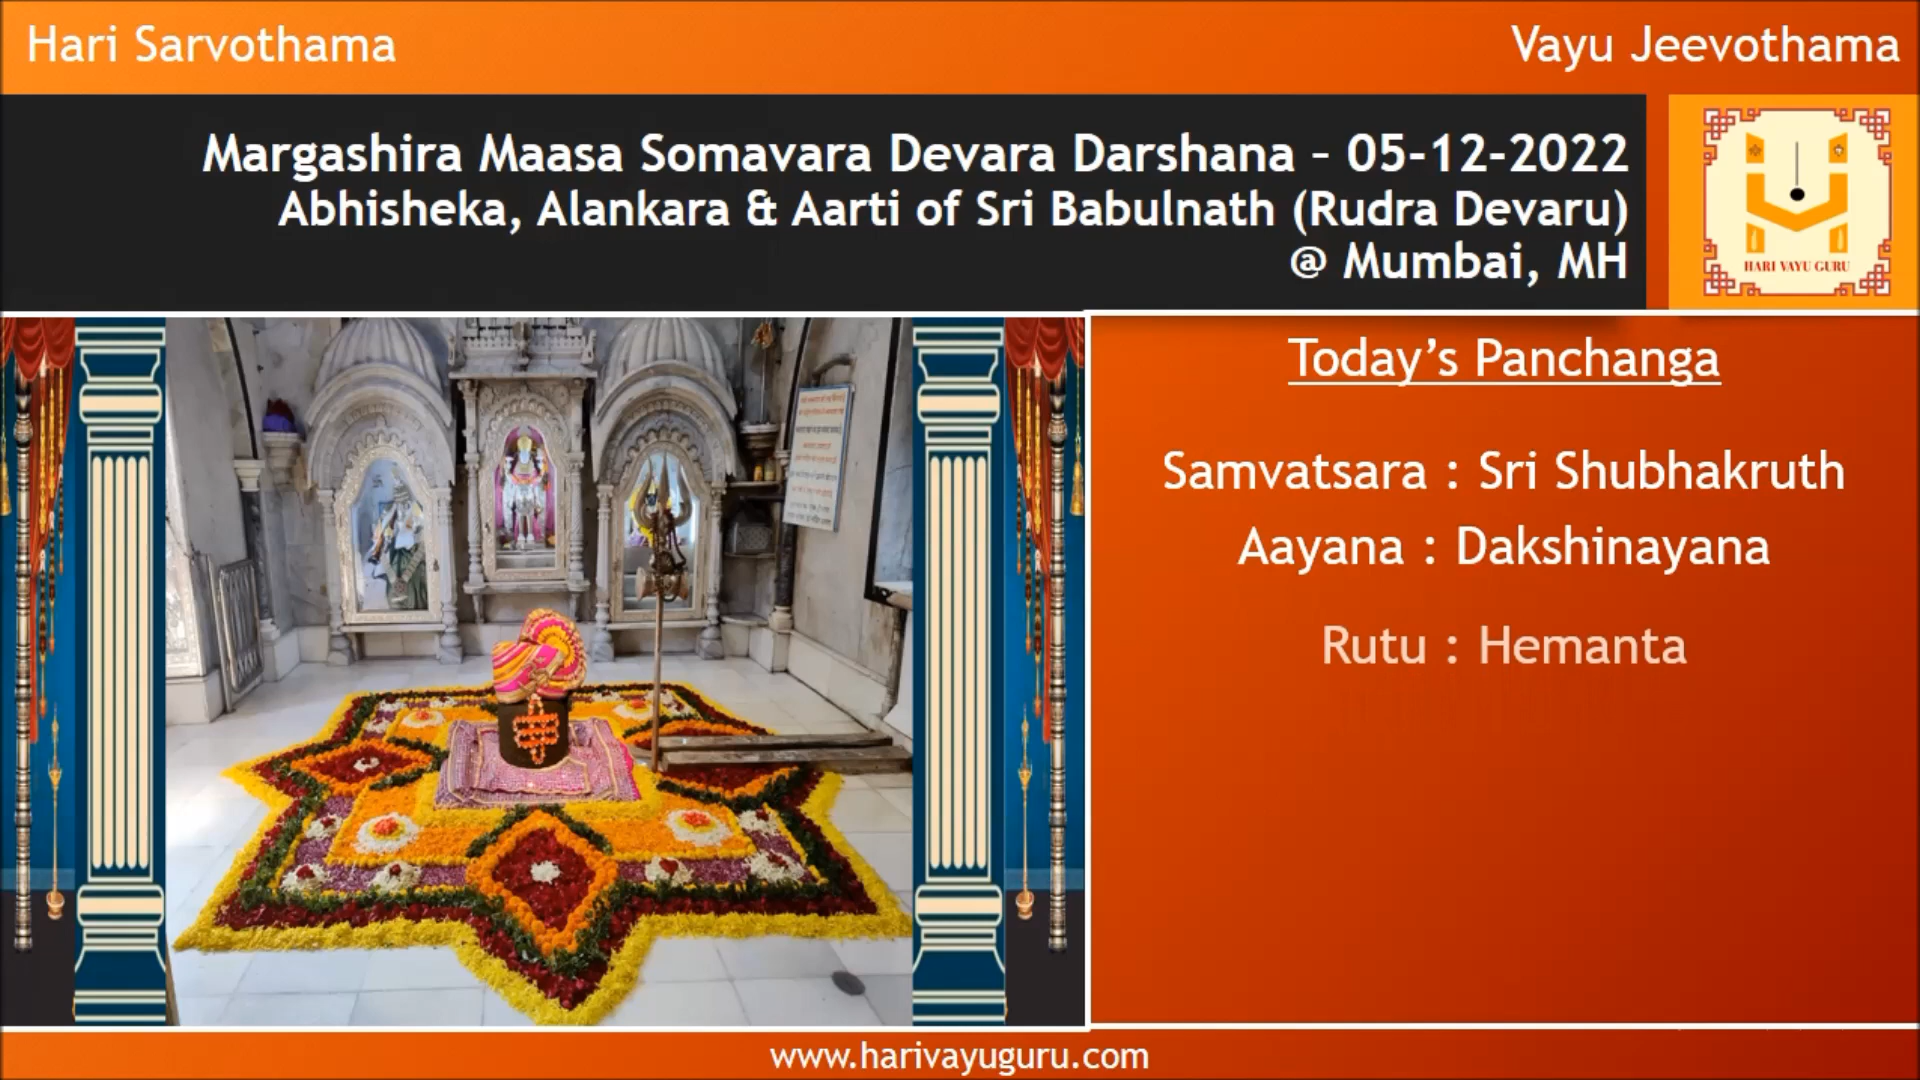 Hari Sarvothama
Vayu Jeevothama
Margashira Maasa Somavara Devara Darshana – 05-12-2022
Abhisheka, Alankara & Aarti of Sri Babulnath (Rudra Devaru)
@ Mumbai, MH
HARI VAYU GURU
Today’s Panchanga
Samvatsara : Sri Shubhakruth
Aayana : Dakshinayana
Rutu : Hemanta
www.harivayuguru.com